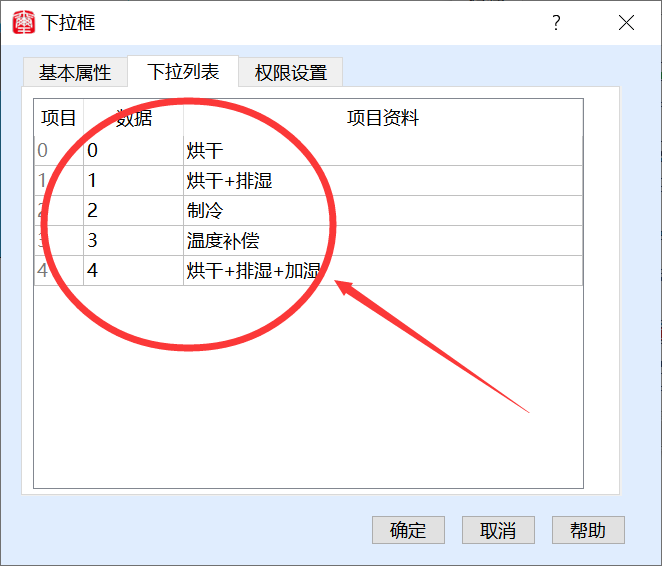 下拉框 ?
基本属性 下拉列表 权限设置
项目 数据 项目资料
0 0 烘干
1 1 烘干+排湿
2 2 制冷
3 3 温度补偿
4 4 烘干+排湿+加湿
确定 取消 帮助